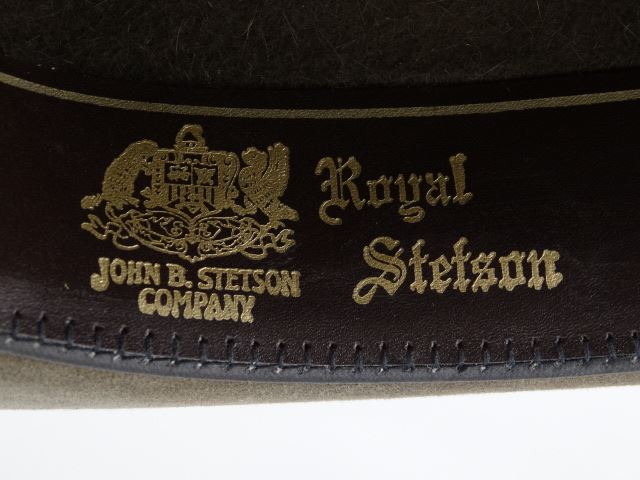 JOHN B. STETSON
COMPANY
Royal
Stetson